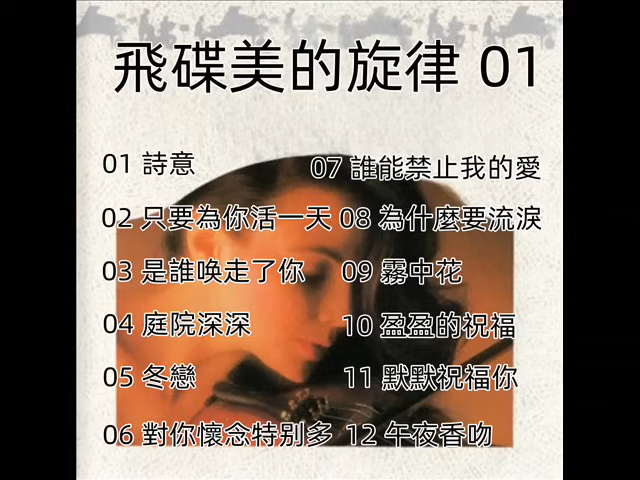 飛碟美的旋律 01
01 詩意
02 只要為你活一天
03 是誰唤走了你
04 庭院深深
05 冬戀
06 對你懷念特别多
07 誰能禁止我的愛
08 為什麼要流淚
09 霧中花
10 盈盈的祝福
11 默默祝福你
12 午夜香吻